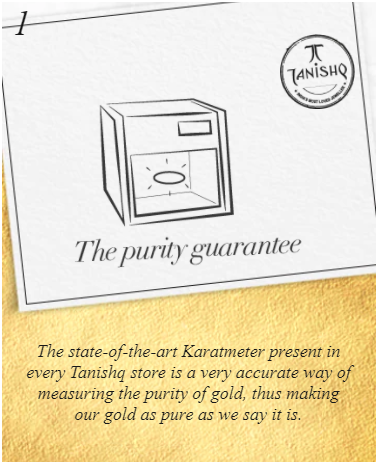 1
TANISHQ
The purity guarantee
The state-of-the-art Karatmeter present in
every Tanishq store is a very accurate way of
measuring the purity of gold, thus making
our gold as pure as we say it is.